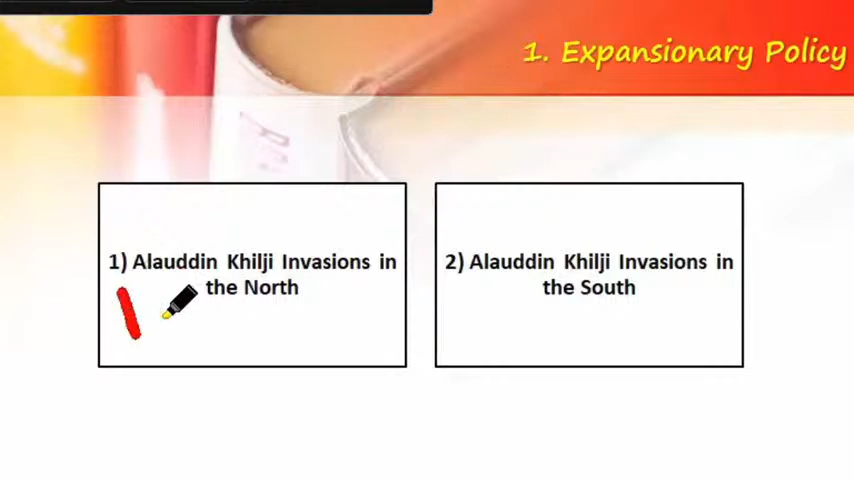 1. Expansionary Policy
1) Alauddin Khilji Invasions in
the North
2) Alauddin Khilji Invasions in
the South